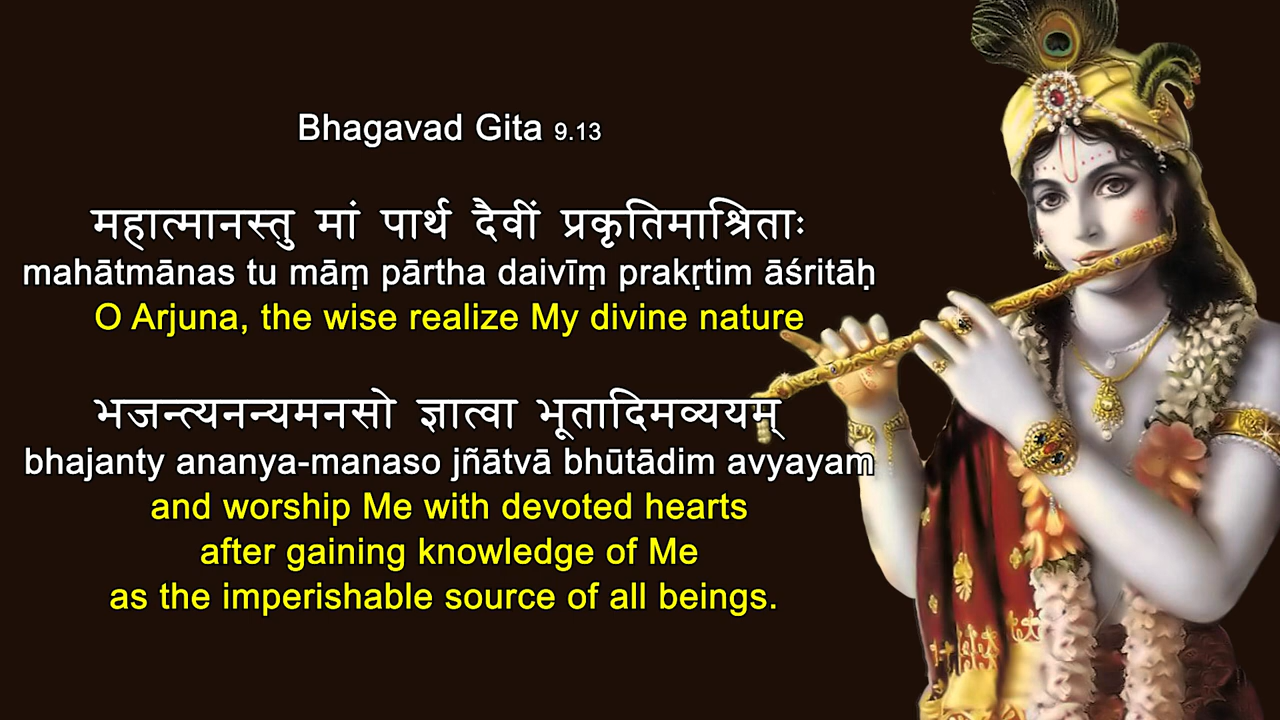 Bhagavad Gita 9.13
महात्मानस्तु मां पार्थ दैवीं प्रकृतिमाश्रिताः
mahātmānas tu māṃ pārtha daivīṃ prakṛtim āśritāḥ
O Arjuna, the wise realize My divine nature
भजन्त्यनन्यमनसो ज्ञात्वा भूतादिमव्ययम्
bhajanty ananya-manaso jñātvā bhūtādim avyayam
and worship Me with devoted hearts
after gaining knowledge of Me
as the imperishable source of all beings.